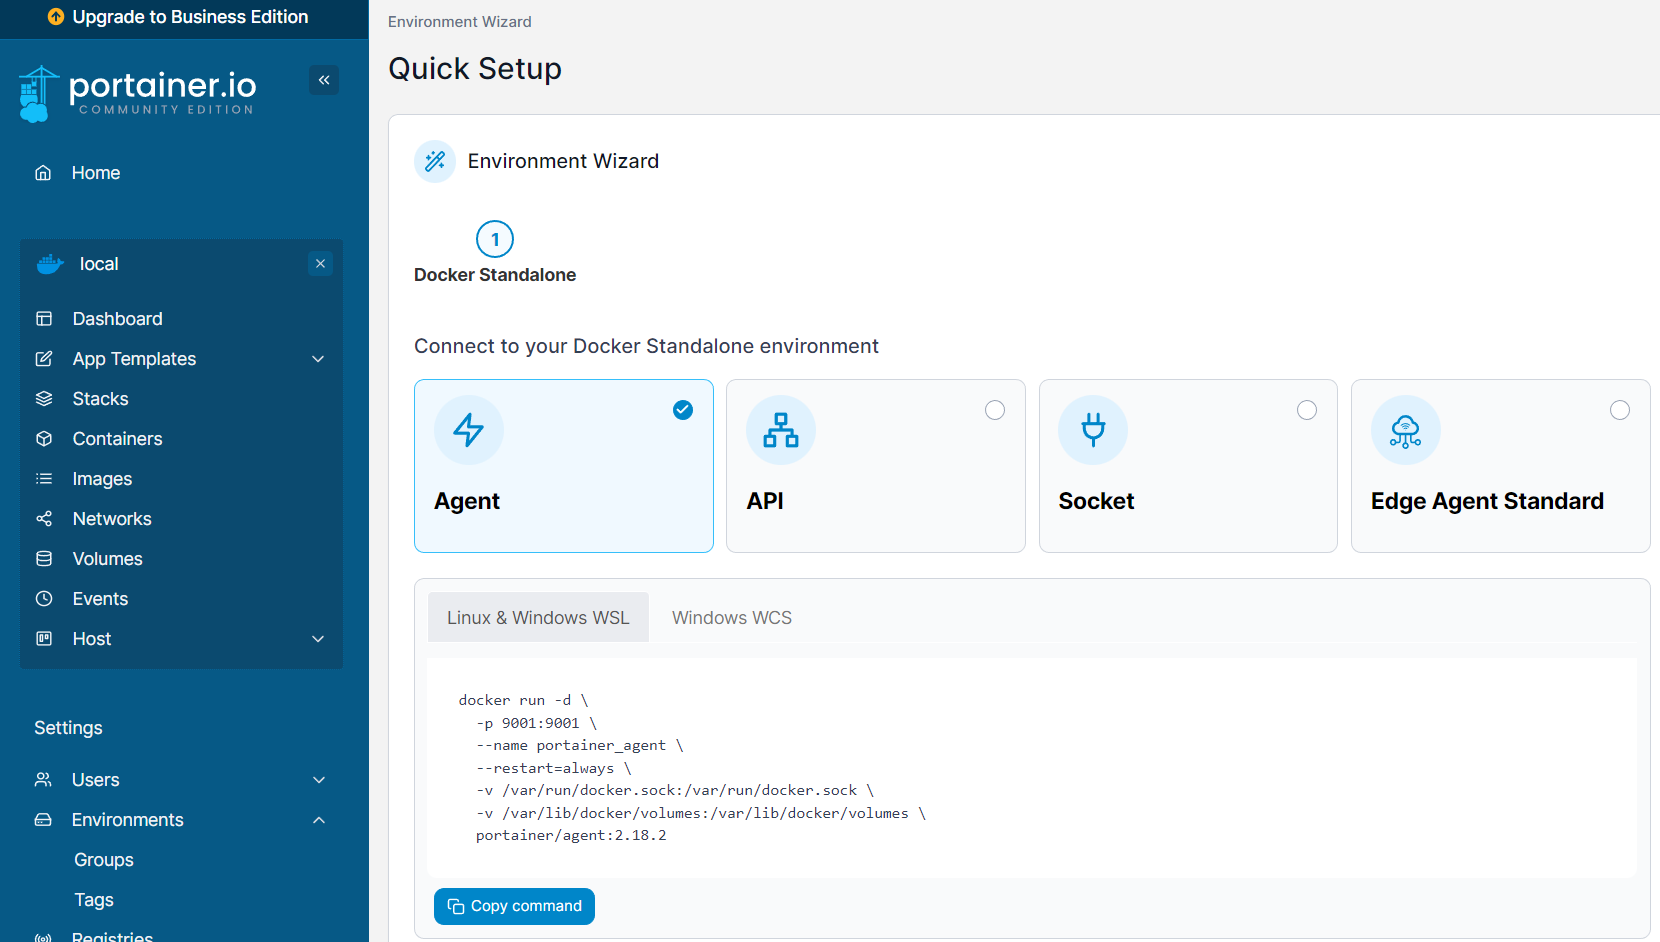 Upgrade to Business Edition
portainer.io
COMMUNITY EDITION
Home
local
Dashboard
App Templates
Stacks
Containers
Images
Networks
Volumes
Events
Host
Settings
Users
Environments
Groups
Tags
Registries
Environment Wizard
Quick Setup
Environment Wizard
1
Docker Standalone
Connect to your Docker Standalone environment
Agent
API
Socket
Edge Agent Standard
Linux & Windows WSL
Windows WCS
docker run -d \
-p 9001:9001 \
--name portainer_agent \
--restart=always \
-v /var/run/docker.sock:/var/run/docker.sock \
-v /var/lib/docker/volumes:/var/lib/docker/volumes \
portainer/agent:2.18.2
Copy command